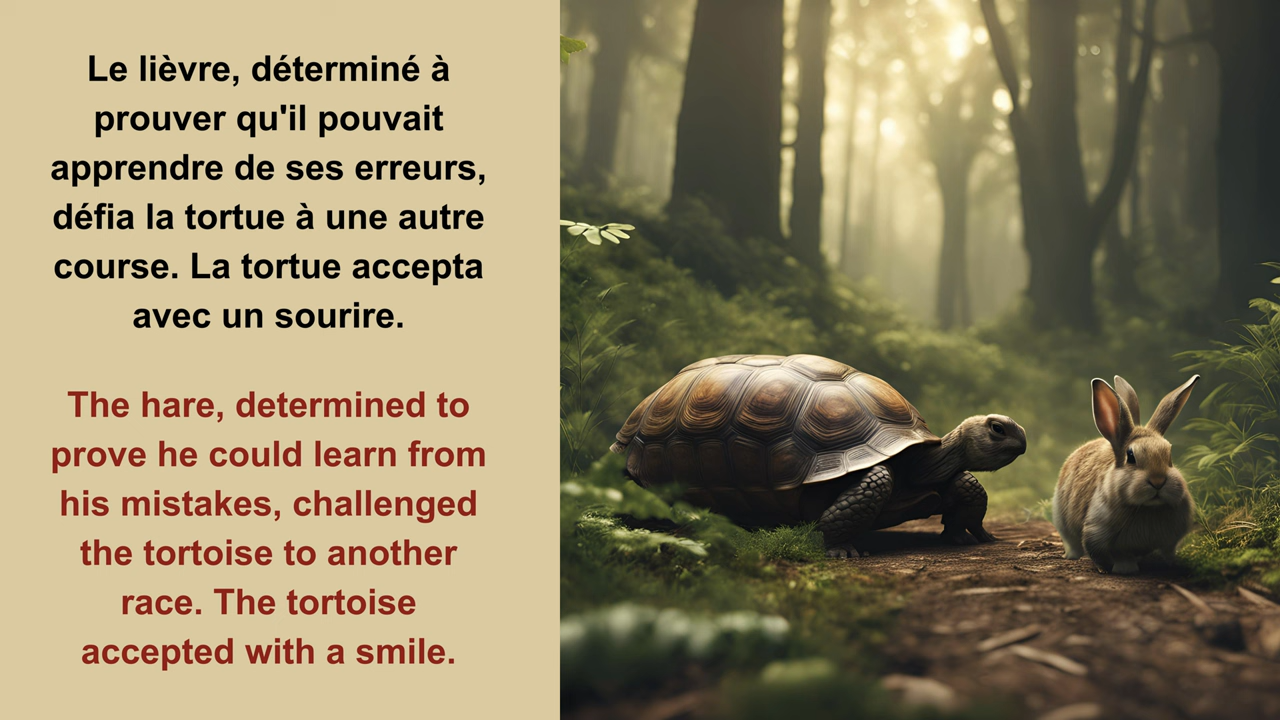 Le lièvre, déterminé à
prouver qu'il pouvait
apprendre de ses erreurs,
défia la tortue à une autre
course. La tortue accepta
avec un sourire.
The hare, determined to
prove he could learn from
his mistakes, challenged
the tortoise to another
race. The tortoise
accepted with a smile.